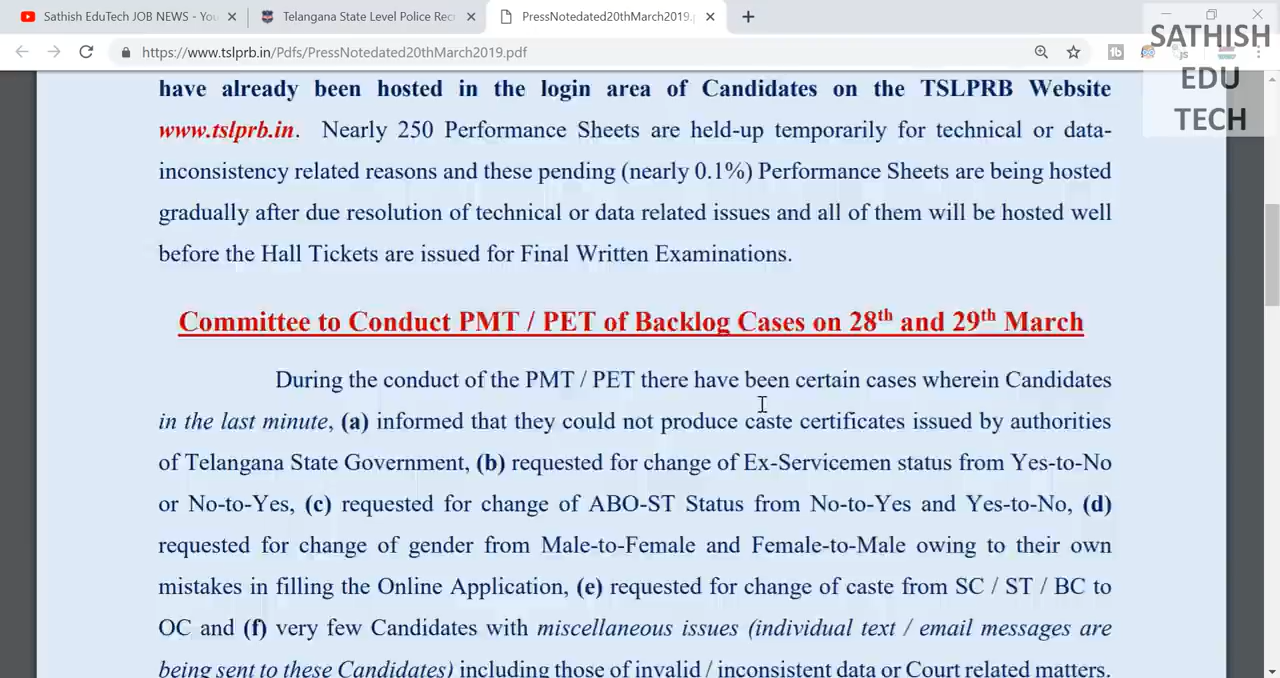 Sathish EduTech JOB NEWS - You
Telangana State Level Police Recr
PressNotedated20thMarch2019.p
https://www.tslprb.in/Pdfs/PressNotedated20thMarch2019.pdf
SATHISH
EDU
TECH
have already been hosted in the login area of Candidates on the TSLPRB Website
www.tslprb.in. Nearly 250 Performance Sheets are held-up temporarily for technical or data-
inconsistency related reasons and these pending (nearly 0.1%) Performance Sheets are being hosted
gradually after due resolution of technical or data related issues and all of them will be hosted well
before the Hall Tickets are issued for Final Written Examinations.
Committee to Conduct PMT / PET of Backlog Cases on 28th and 29th March
During the conduct of the PMT / PET there have been certain cases wherein Candidates
in the last minute, (a) informed that they could not produce caste certificates issued by authorities
of Telangana State Government, (b) requested for change of Ex-Servicemen status from Yes-to-No
or No-to-Yes, (c) requested for change of ABO-ST Status from No-to-Yes and Yes-to-No, (d)
requested for change of gender from Male-to-Female and Female-to-Male owing to their own
mistakes in filling the Online Application, (e) requested for change of caste from SC / ST / BC to
OC and (f) very few Candidates with miscellaneous issues (individual text / email messages are
being sent to these Candidates) including those of invalid / inconsistent data or Court related matters.